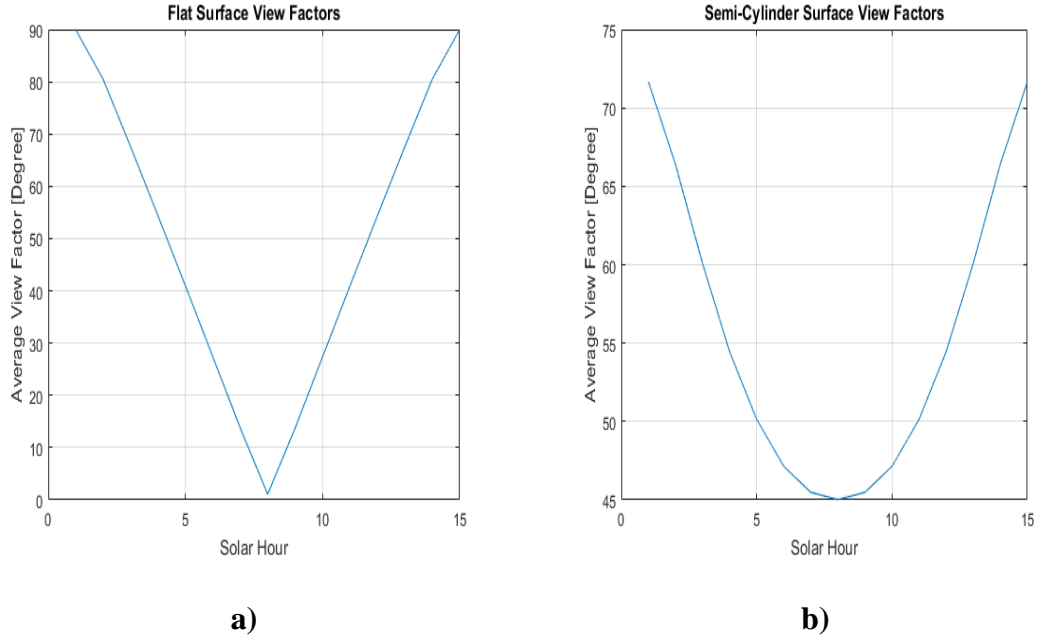 Flat Surface View Factors
90
80
70
60
50
40
30
20
10
0
Average View Factor [Degree]
0 5 10 15
Solar Hour
a)
Semi-Cylinder Surface View Factors
75
70
65
60
55
50
45
Average View Factor [Degree]
0 5 10 15
Solar Hour
b)